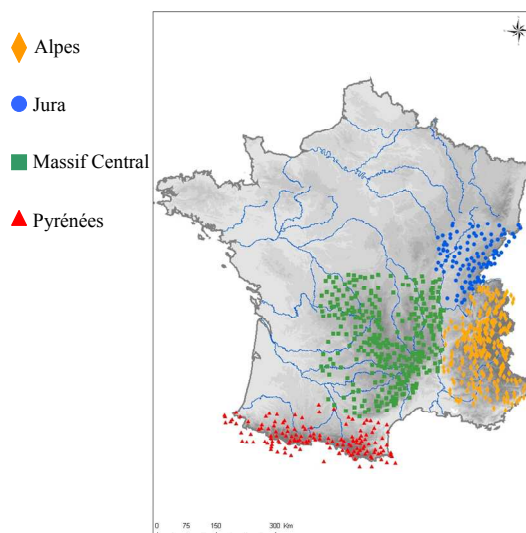 Alpes
Jura
Massif Central
Pyrénées
0 75 150 300 Km